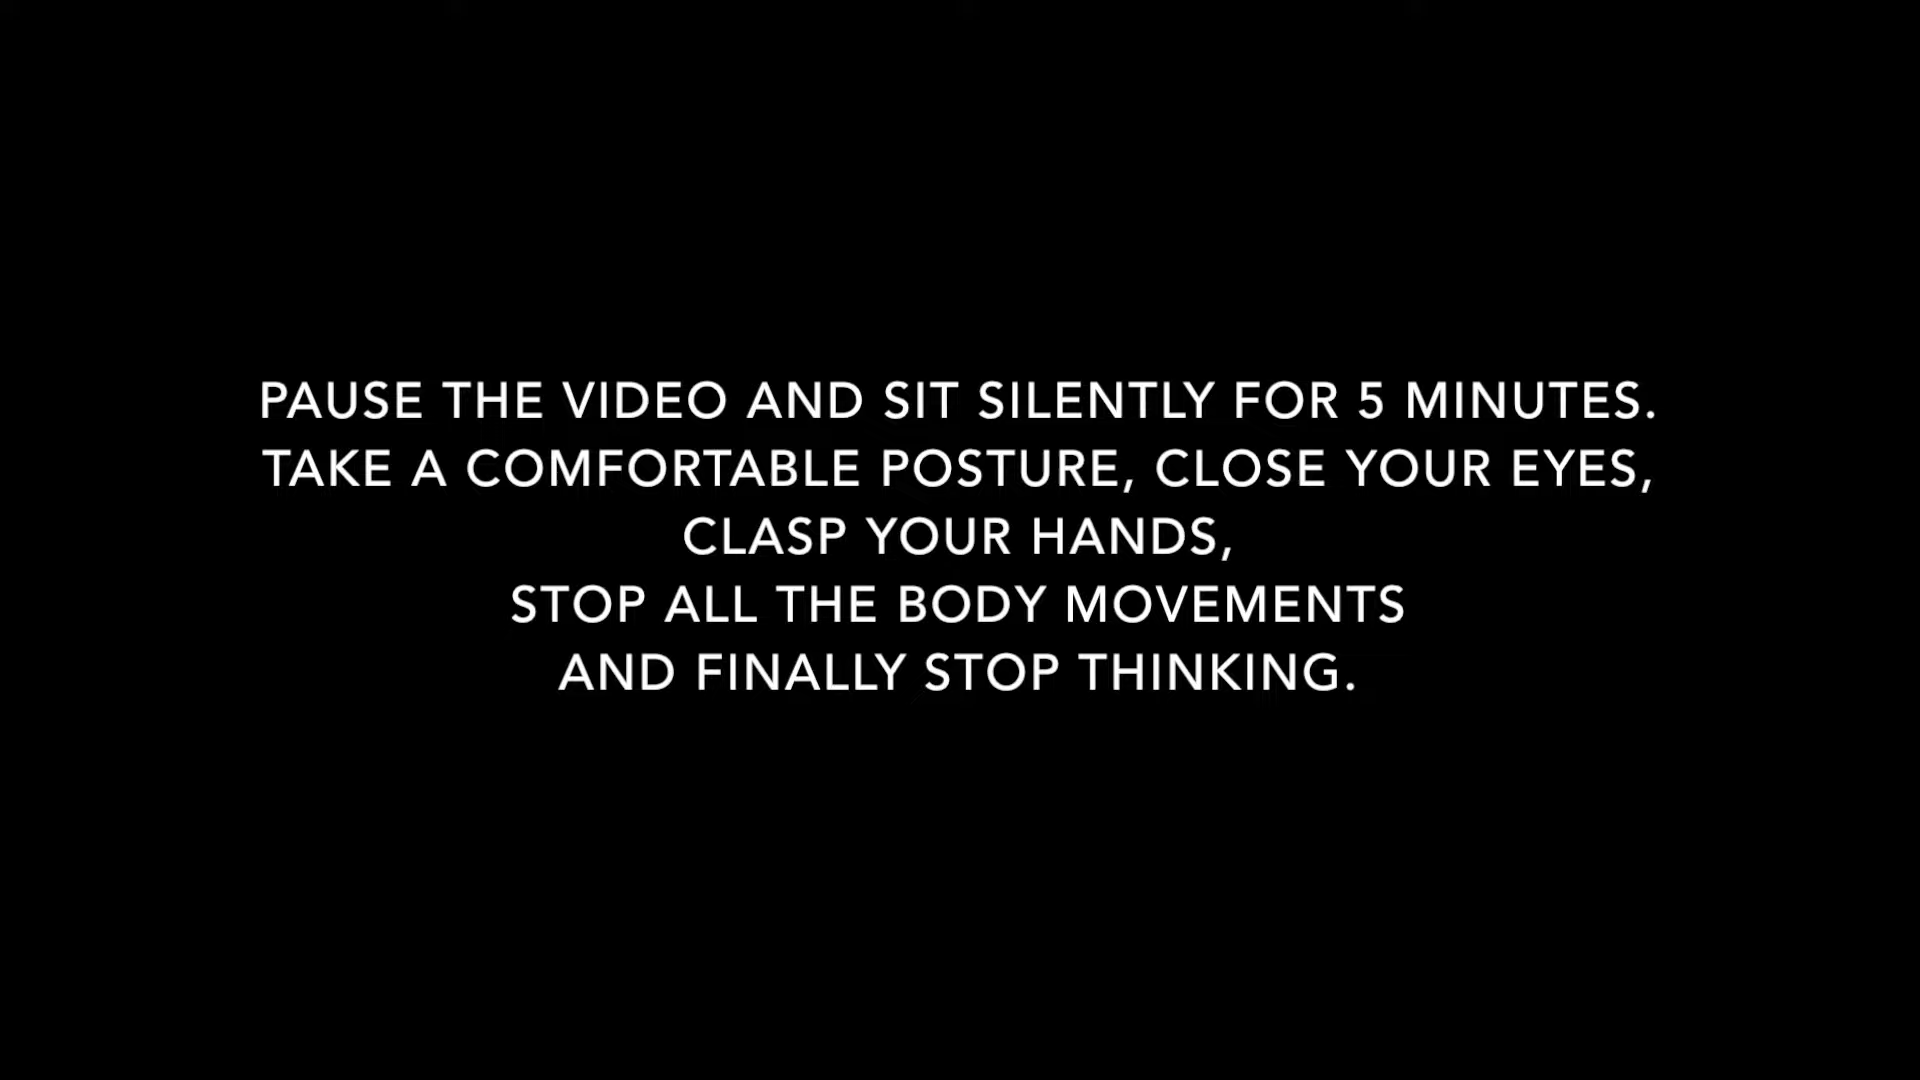 PAUSE THE VIDEO AND SIT SILENTLY FOR 5 MINUTES.
TAKE A COMFORTABLE POSTURE, CLOSE YOUR EYES,
CLASP YOUR HANDS,
STOP ALL THE BODY MOVEMENTS
AND FINALLY STOP THINKING.